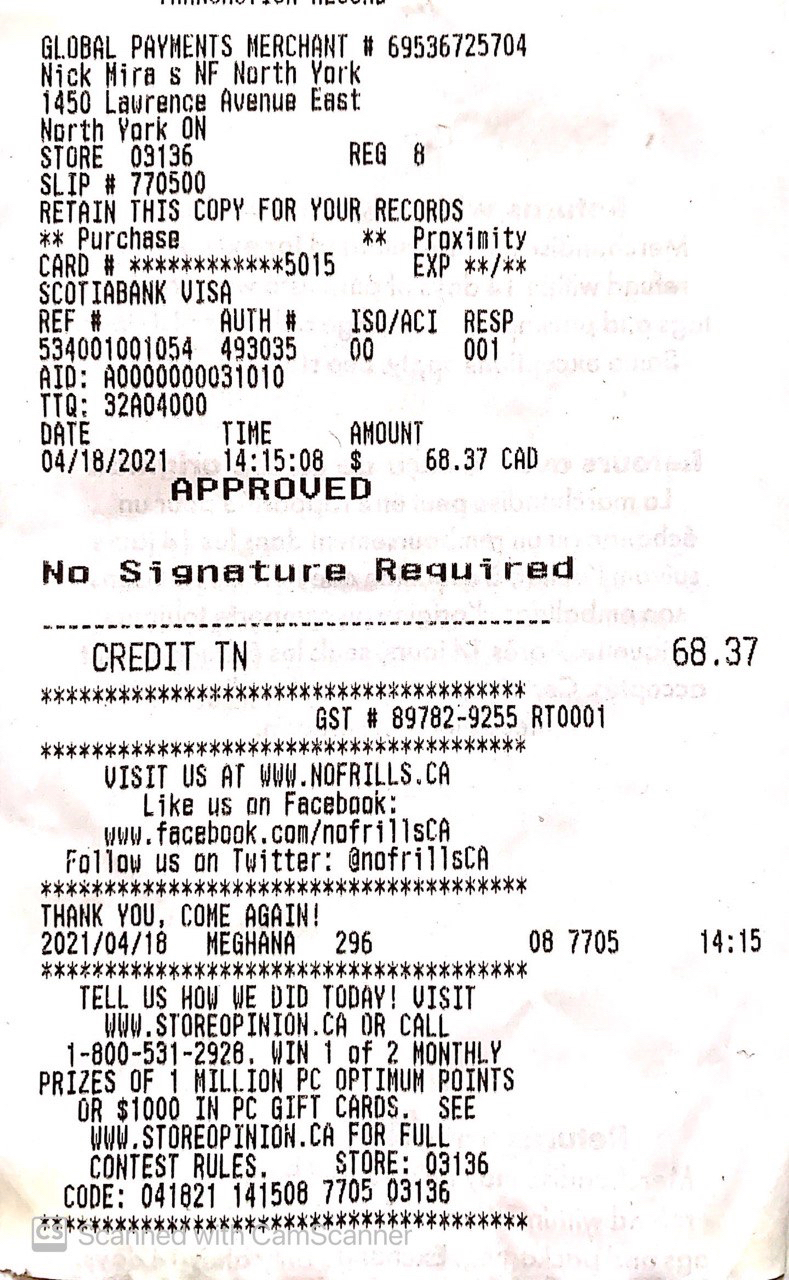 GLOBAL PAYMENTS MERCHANT # 69536725704
Nick Mira s NF North York
1450 Lawrence Avenue East
North York ON
STORE 03136 REG 8
SLIP # 770500
RETAIN THIS COPY FOR YOUR RECORDS
** Purchase ** Proximity
CARD # ************5015 EXP **/**
SCOTIABANK VISA
REF # AUTH # ISO/ACI RESP
534001001054 493035 00 001
AID: A0000000031010
TTQ: 32A04000
DATE TIME AMOUNT
04/18/2021 14:15:08 $ 68.37 CAD
APPROVED
No Signature Required
----------------------------------------
CREDIT TN 68.37
****************************************
GST # 89782-9255 RT0001
****************************************
VISIT US AT WWW.NOFRILLS.CA
Like us on Facebook:
www.facebook.com/nofrillsCA
Follow us on Twitter: @nofrillsCA
****************************************
THANK YOU, COME AGAIN!
2021/04/18 MEGHANA 296 08 7705 14:15
****************************************
TELL US HOW WE DID TODAY! VISIT
WWW.STOREOPINION.CA OR CALL
1-800-531-2928. WIN 1 of 2 MONTHLY
PRIZES OF 1 MILLION PC OPTIMUM POINTS
OR $1000 IN PC GIFT CARDS. SEE
WWW.STOREOPINION.CA FOR FULL
CONTEST RULES. STORE: 03136
CODE: 041821 141508 7705 03136
****************************************
CS Scanned with CamScanner